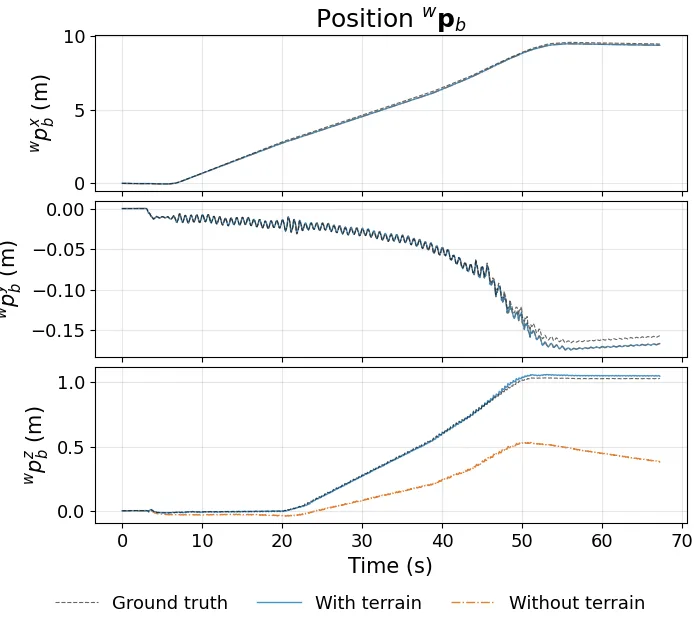 Position ʷ𝐩_b
10
5
0
ʷp_b^x (m)
0.00
−0.05
−0.10
−0.15
ʷp_b^y (m)
1.0
0.5
0.0
ʷp_b^z (m)
0 10 20 30 40 50 60 70
Time (s)
Ground truth With terrain Without terrain